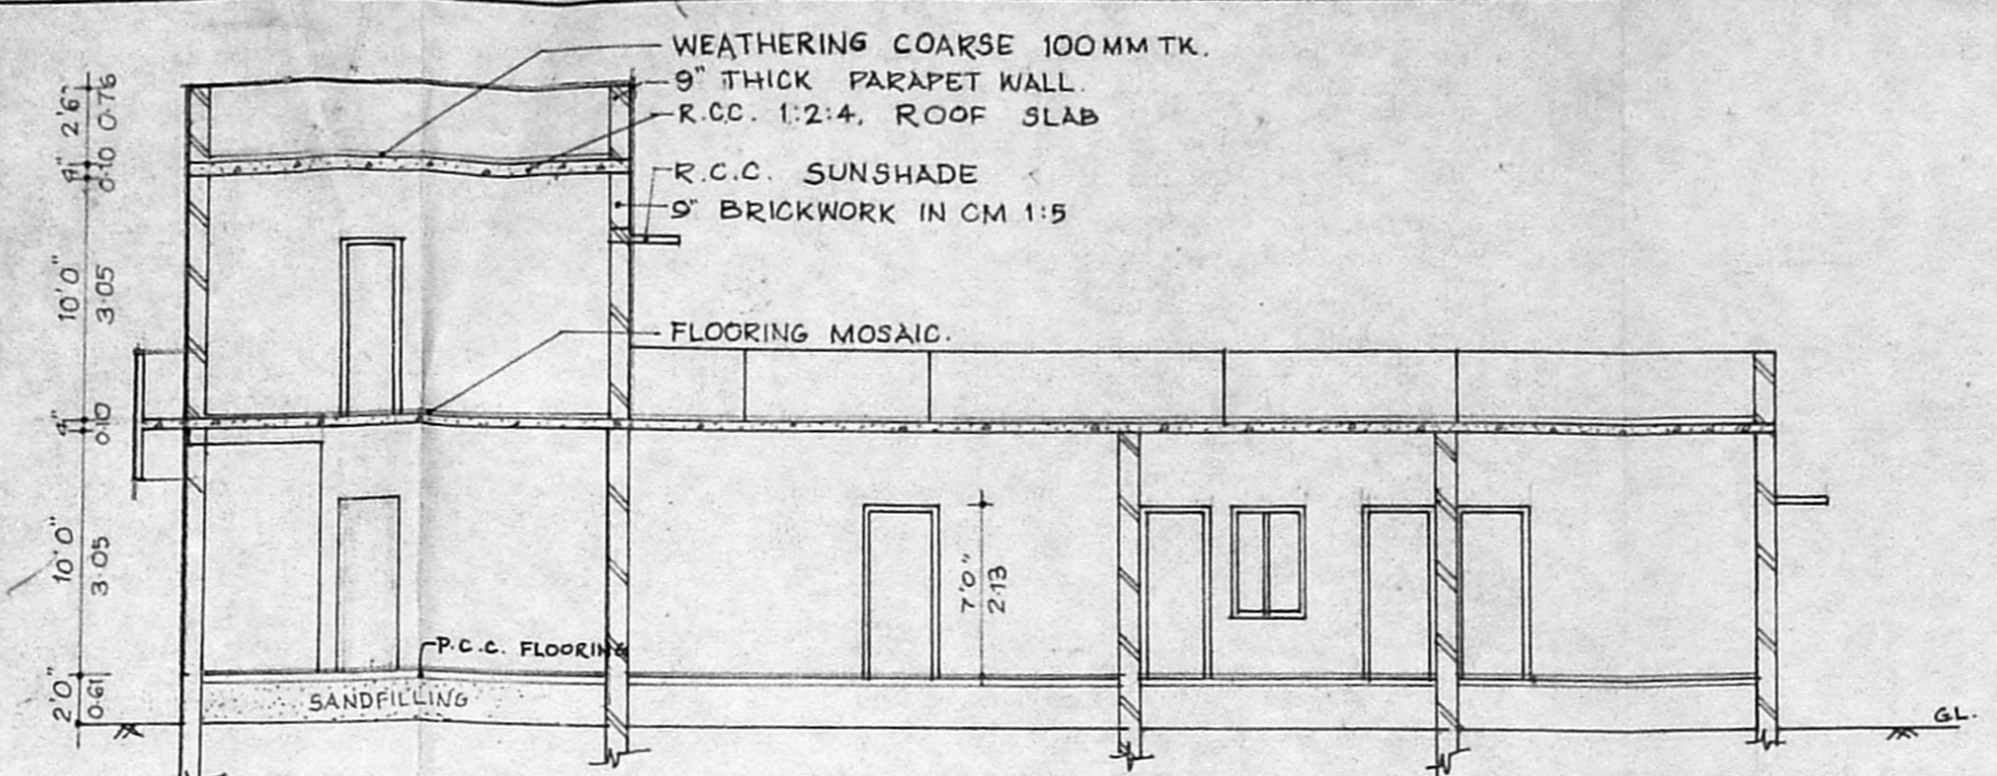 WEATHERING COARSE 100MM TK.
9" THICK PARAPET WALL.
R.C.C. 1:2:4, ROOF SLAB
R.C.C. SUNSHADE
9" BRICKWORK IN CM 1:5
FLOORING MOSAIC.
P.C.C. FLOORING
SANDFILLING
GL.
2'6"
0.76
4"
0.10
10'0"
3.05
4"
0.10
10'0"
3.05
2'0"
0.61
7'0"
2.13